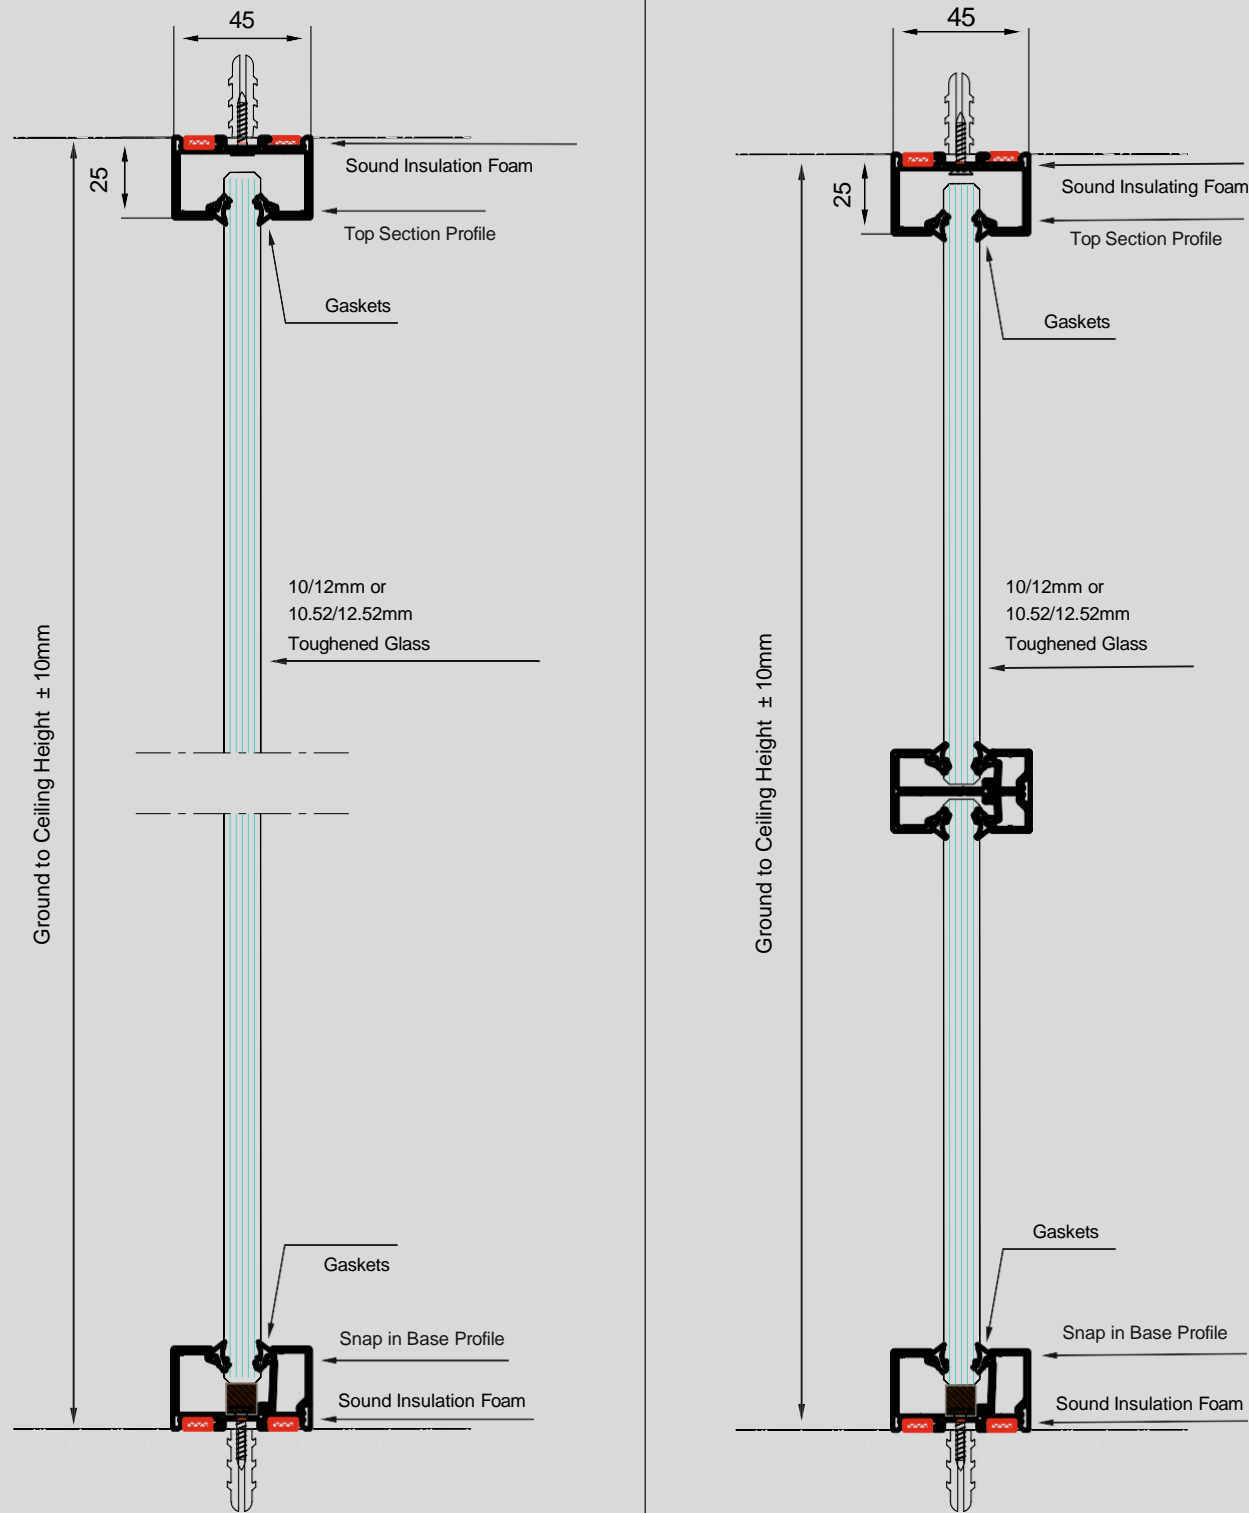 45
Sound Insulation Foam
25
Top Section Profile
Gaskets
10/12mm or
10.52/12.52mm
Toughened Glass
Ground to Ceiling Height ± 10mm
Gaskets
Snap in Base Profile
Sound Insulation Foam
45
Sound Insulating Foam
25
Top Section Profile
Gaskets
10/12mm or
10.52/12.52mm
Toughened Glass
Ground to Ceiling Height ± 10mm
Gaskets
Snap in Base Profile
Sound Insulation Foam